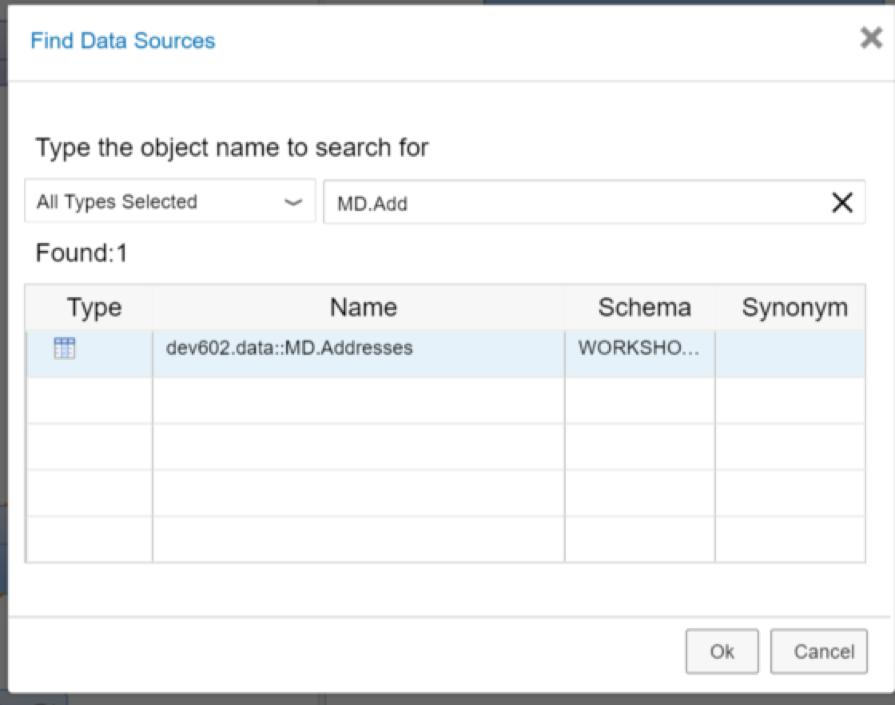 Find Data Sources
Type the object name to search for
All Types Selected MD.Add
Found:1
Type Name Schema Synonym
dev602.data::MD.Addresses WORKSHO...
Ok Cancel